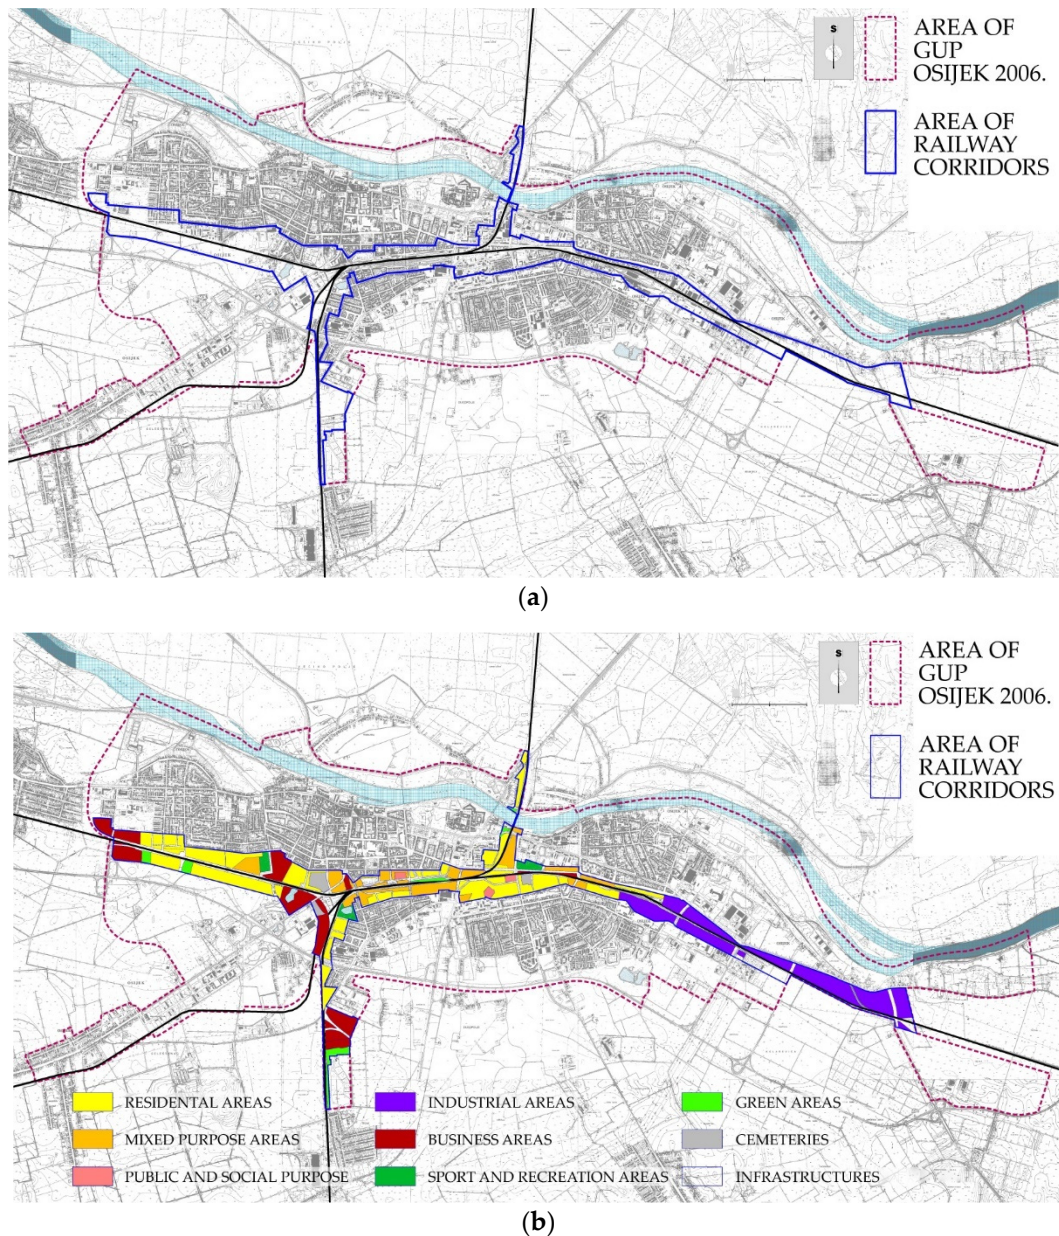 S
AREA OF
GUP
OSIJEK 2006.
AREA OF
RAILWAY
CORRIDORS
(a)
S
AREA OF
GUP
OSIJEK 2006.
AREA OF
RAILWAY
CORRIDORS
RESIDENTAL AREAS
INDUSTRIAL AREAS
GREEN AREAS
MIXED PURPOSE AREAS
BUSINESS AREAS
CEMETERIES
PUBLIC AND SOCIAL PURPOSE
SPORT AND RECREATION AREAS
INFRASTRUCTURES
(b)